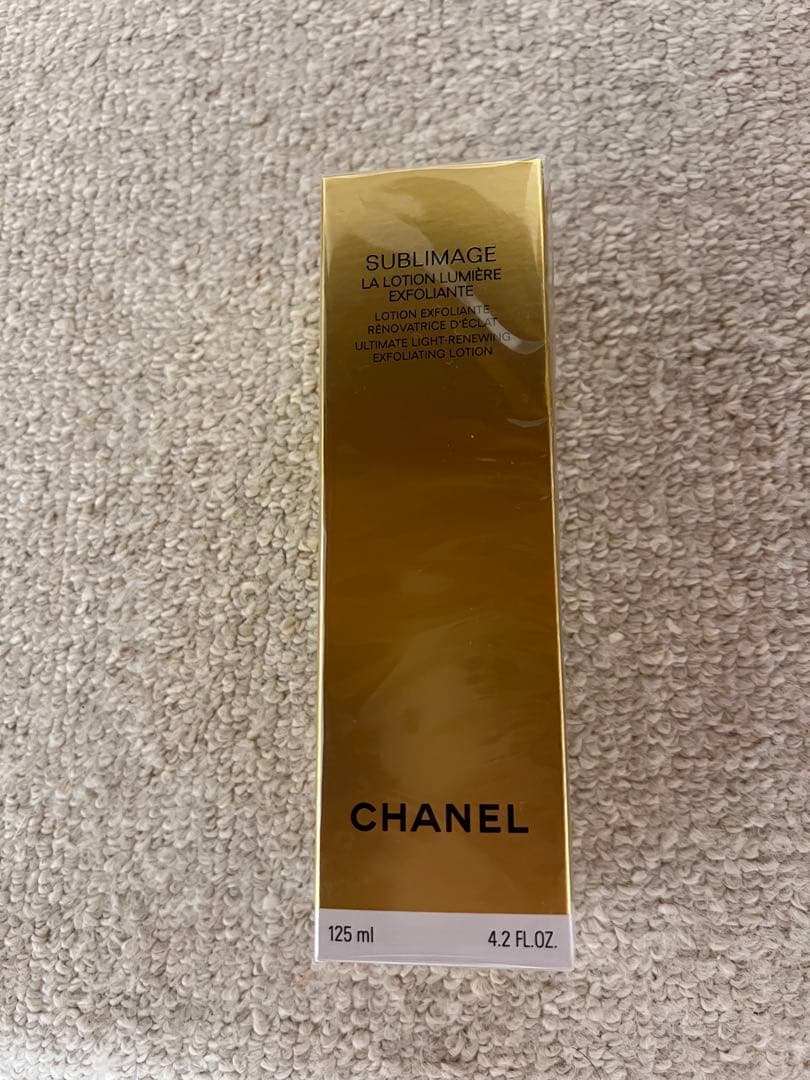 SUBLIMAGE
LA LOTION LUMIÈRE
EXFOLIANTE
LOTION EXFOLIANTE
RÉNOVATRICE D'ÉCLAT
ULTIMATE LIGHT-RENEWING
EXFOLIATING LOTION
CHANEL
125 ml 4.2 FL.OZ.